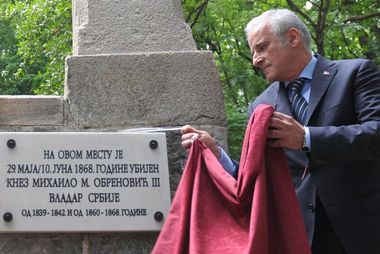 НА ОВОМ МЕСТУ ЈЕ
29. МАЈА/10. ЈУНА 1868. ГОДИНЕ УБИЈЕН
КНЕЗ МИХАИЛО М. ОБРЕНОВИЋ III
ВЛАДАР СРБИЈЕ
ОД 1839 - 1842. И ОД 1860 - 1868. ГОДИНЕ